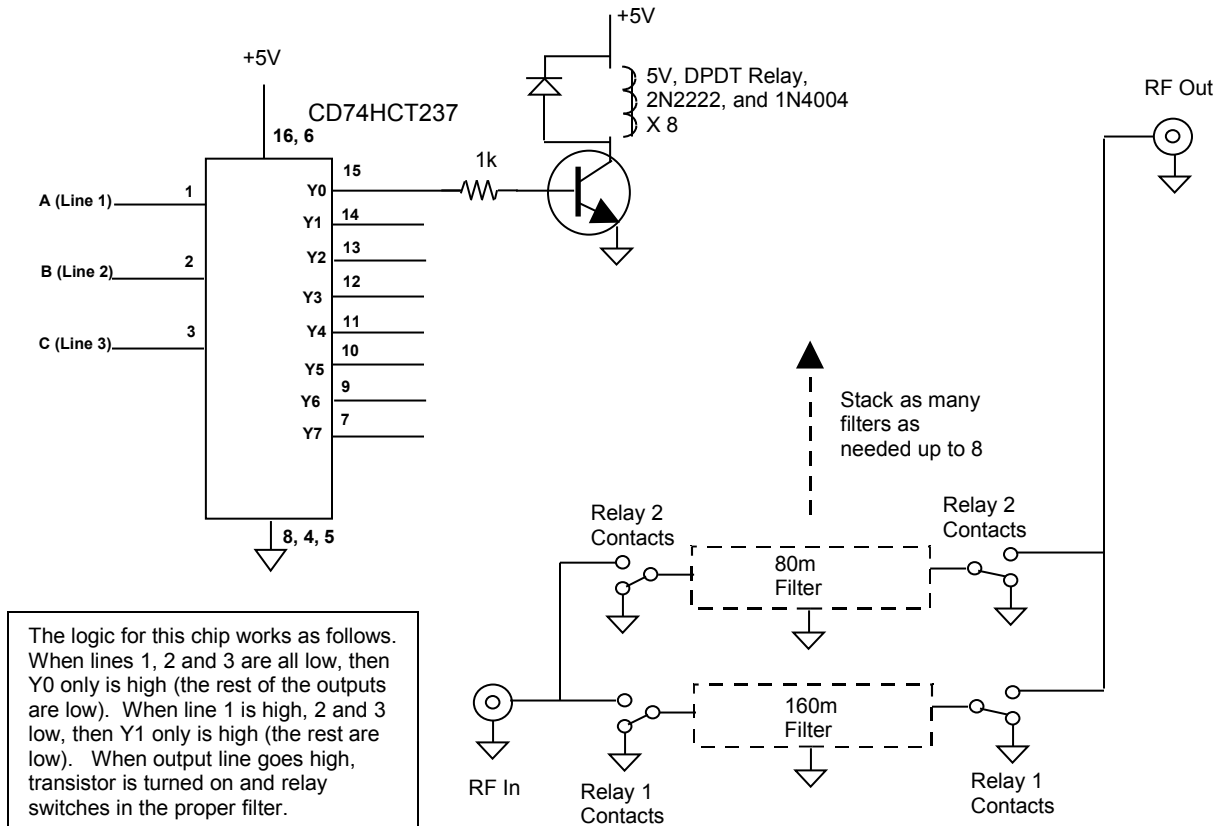 +5V
+5V
5V, DPDT Relay,
2N2222, and 1N4004
X 8
RF Out
CD74HCT237
16, 6
1k
15
Y0
A (Line 1)
1
14
Y1
13
Y2
B (Line 2)
2
12
Y3
11
Y4
C (Line 3)
3
10
Y5
9
Y6
7
Y7
8, 4, 5
Stack as many
filters as
needed up to 8
Relay 2
Contacts
Relay 2
Contacts
80m
Filter
The logic for this chip works as follows.
When lines 1, 2 and 3 are all low, then
Y0 only is high (the rest of the outputs
are low).  When line 1 is high, 2 and 3
low, then Y1 only is high (the rest are
low).   When output line goes high,
transistor is turned on and relay
switches in the proper filter.
160m
Filter
RF In
Relay 1
Contacts
Relay 1
Contacts